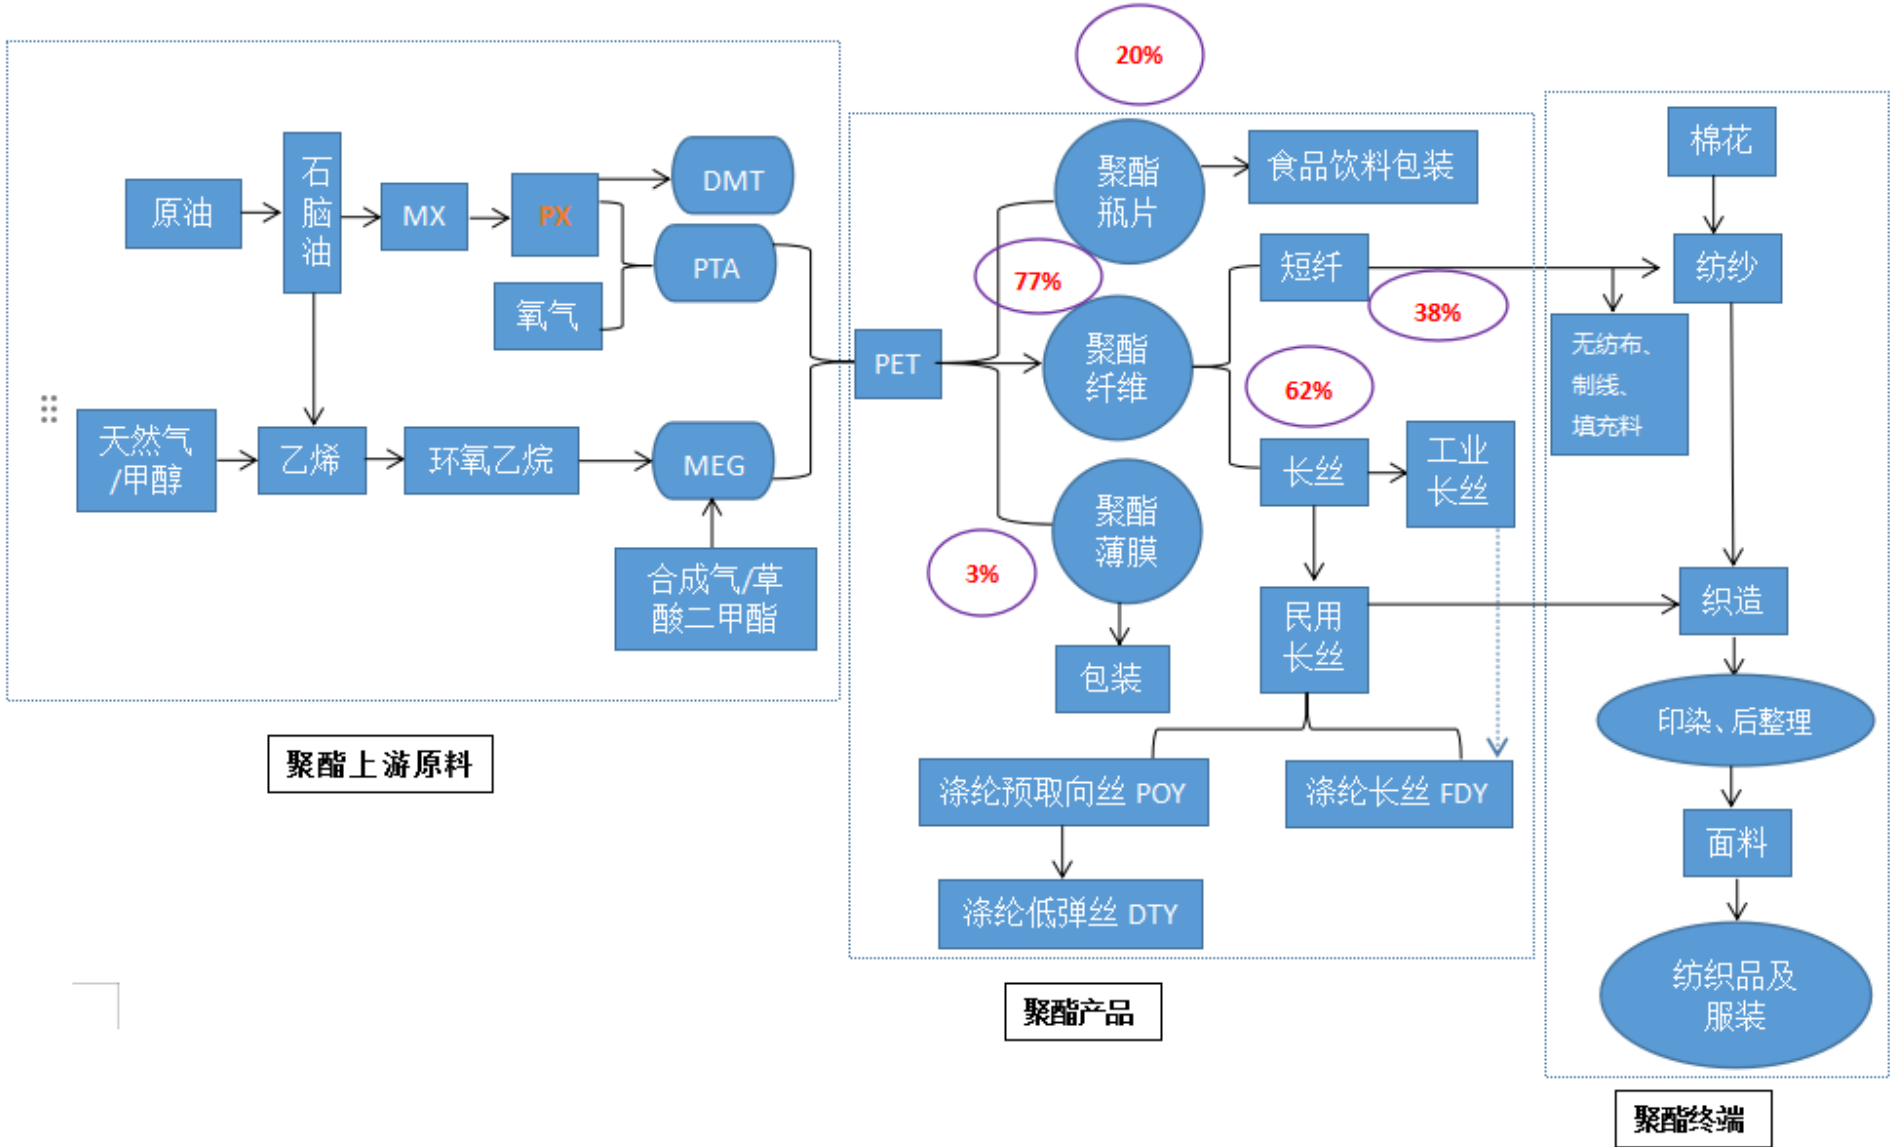 20%
原油
石
脑
油
MX
PX
DMT
PTA
氧气
天然气
/甲醇
乙烯
环氧乙烷
MEG
合成气/草
酸二甲酯
聚酯上游原料
PET
聚酯
瓶片
食品饮料包装
77%
聚酯
纤维
短纤
38%
62%
长丝
工业
长丝
3%
聚酯
薄膜
包装
民用
长丝
涤纶预取向丝 POY
涤纶长丝 FDY
涤纶低弹丝 DTY
聚酯产品
棉花
纺纱
无纺布、
制线、
填充料
织造
印染、后整理
面料
纺织品及
服装
聚酯终端